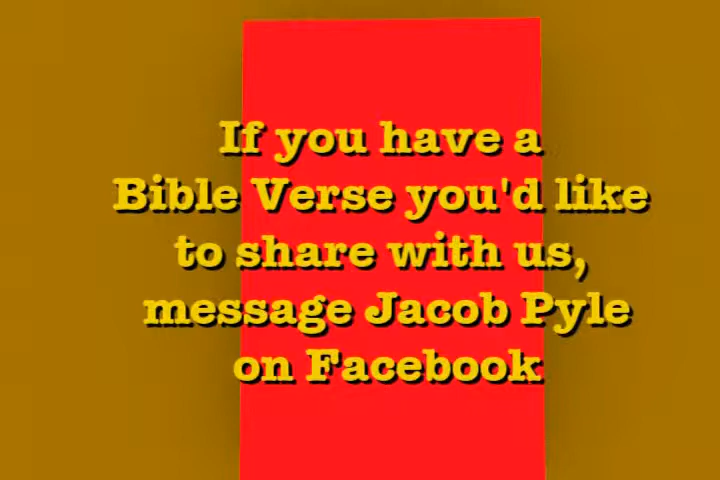 If you have a
Bible Verse you'd like
to share with us,
message Jacob Pyle
on Facebook